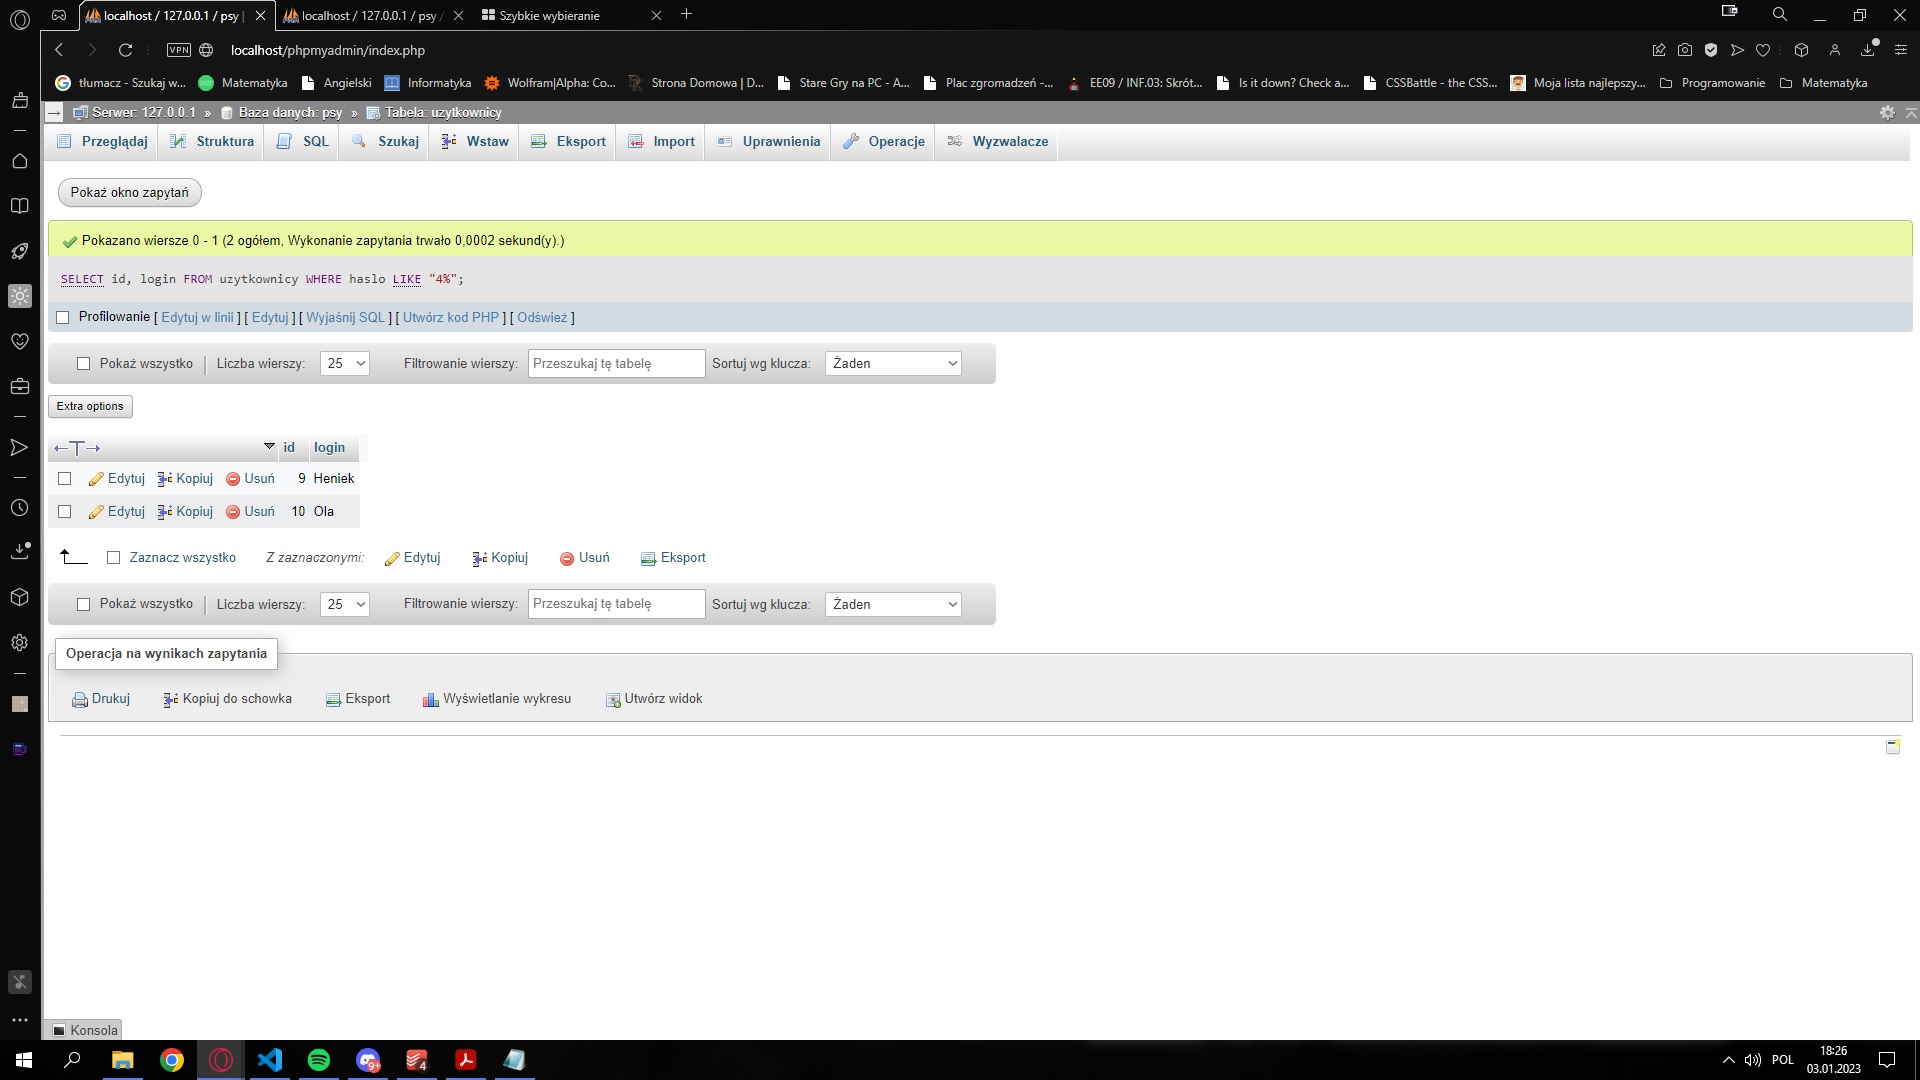 localhost / 127.0.0.1 / psy |
localhost / 127.0.0.1 / psy /
Szybkie wybieranie
VPN
localhost/phpmyadmin/index.php
tłumacz - Szukaj w...
Matematyka
Angielski
Informatyka
Wolfram|Alpha: Co...
Strona Domowa | D...
Stare Gry na PC - A...
Plac zgromadzeń -...
EE09 / INF.03: Skrót...
Is it down? Check a...
CSSBattle - the CSS...
Moja lista najlepszy...
Programowanie
Matematyka
Serwer: 127.0.0.1 » Baza danych: psy » Tabela: uzytkownicy
Przeglądaj Struktura SQL Szukaj Wstaw Eksport Import Uprawnienia Operacje Wyzwalacze
Pokaż okno zapytań
Pokazano wiersze 0 - 1 (2 ogółem, Wykonanie zapytania trwało 0,0002 sekund(y).)
SELECT id, login FROM uzytkownicy WHERE haslo LIKE "4%";
Profilowanie [ Edytuj w linii ] [ Edytuj ] [ Wyjaśnij SQL ] [ Utwórz kod PHP ] [ Odśwież ]
Pokaż wszystko | Liczba wierszy: 25 Filtrowanie wierszy: Przeszukaj tę tabelę Sortuj wg klucza: Żaden
Extra options
←T→ id login
Edytuj Kopiuj Usuń 9 Heniek
Edytuj Kopiuj Usuń 10 Ola
Zaznacz wszystko Z zaznaczonymi: Edytuj Kopiuj Usuń Eksport
Pokaż wszystko | Liczba wierszy: 25 Filtrowanie wierszy: Przeszukaj tę tabelę Sortuj wg klucza: Żaden
Operacja na wynikach zapytania
Drukuj Kopiuj do schowka Eksport Wyświetlanie wykresu Utwórz widok
Konsola
9+
4
POL
18:26
03.01.2023